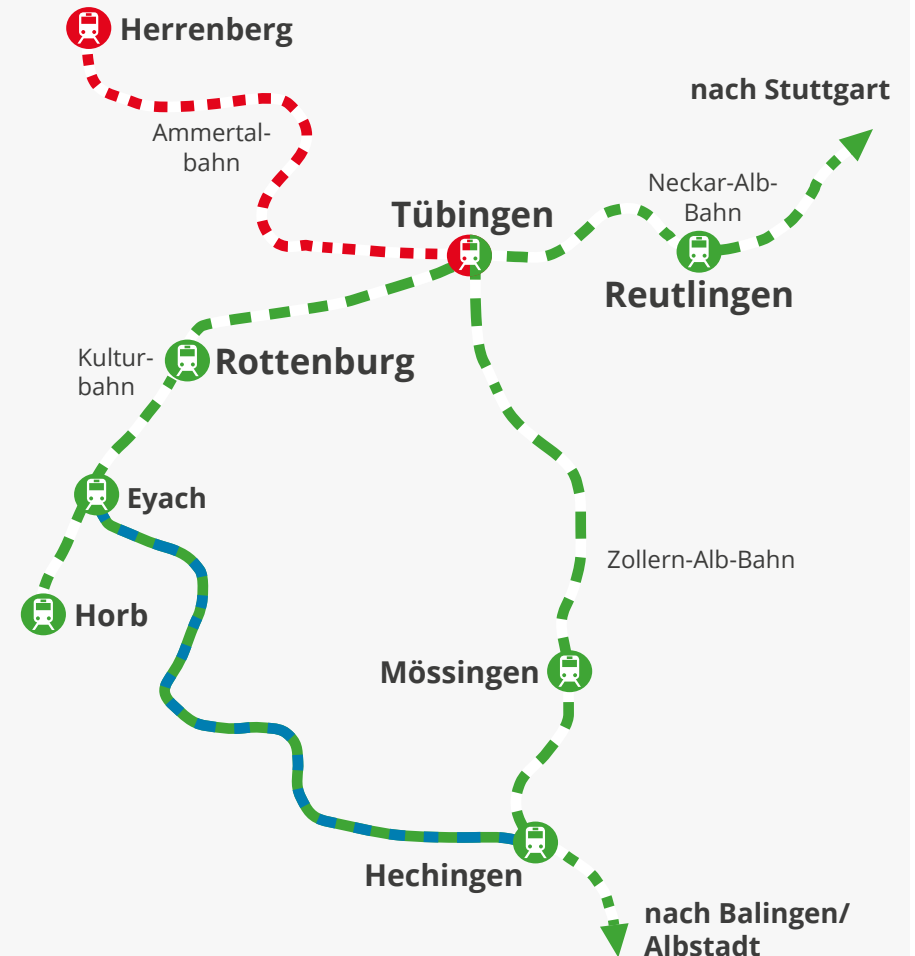 Herrenberg
nach Stuttgart
Ammertal-
bahn
Neckar-Alb-
Bahn
Tübingen
Reutlingen
Kultur-
bahn
Rottenburg
Eyach
Zollern-Alb-Bahn
Horb
Mössingen
Hechingen
nach Balingen/
Albstadt